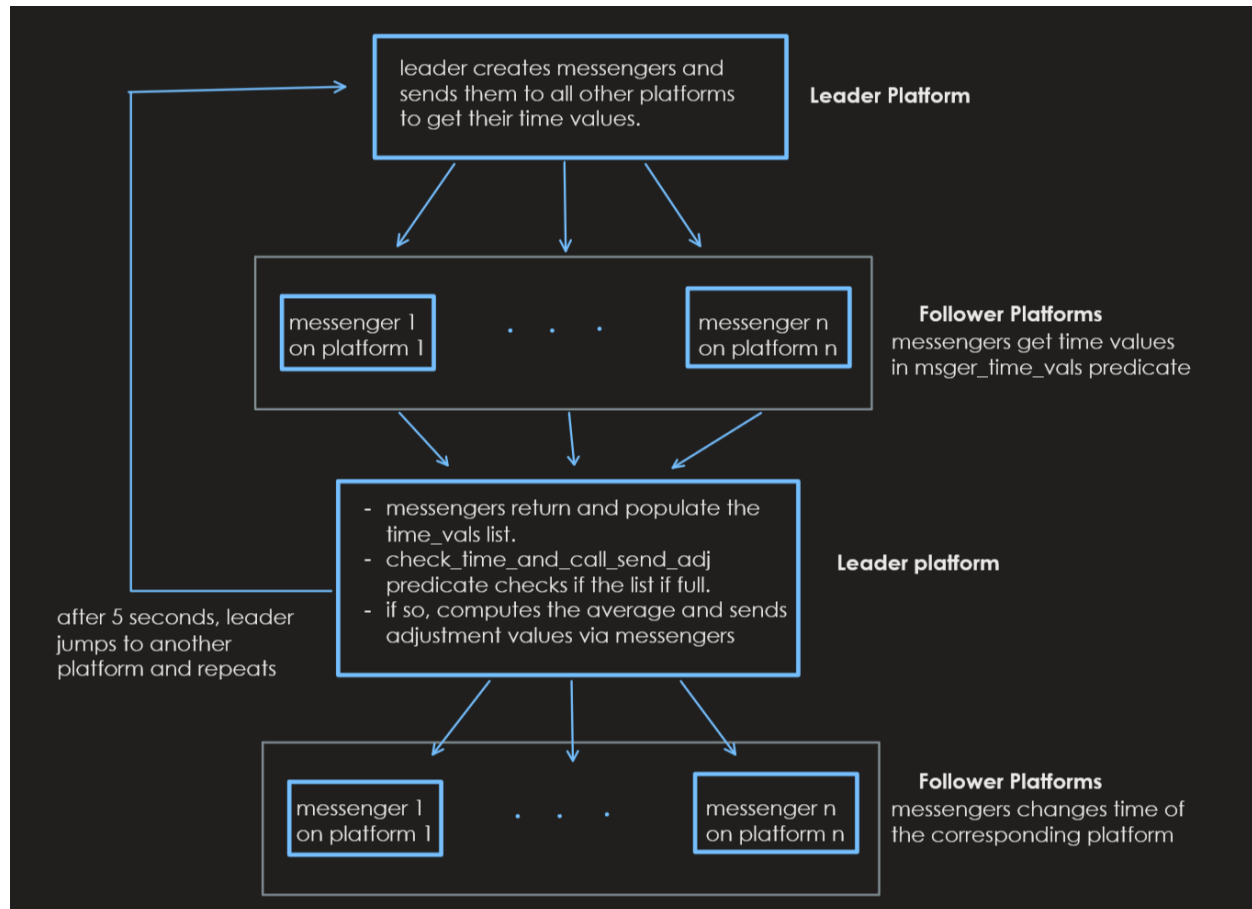 leader creates messengers and
sends them to all other platforms
to get their time values.
Leader Platform
messenger 1
on platform 1
. . .
messenger n
on platform n
Follower Platforms
messengers get time values
in msger_time_vals predicate
- messengers return and populate the
time_vals list.
- check_time_and_call_send_adj
predicate checks if the list if full.
- if so, computes the average and sends
adjustment values via messengers
Leader platform
after 5 seconds, leader
jumps to another
platform and repeats
messenger 1
on platform 1
. . .
messenger n
on platform n
Follower Platforms
messengers changes time of
the corresponding platform